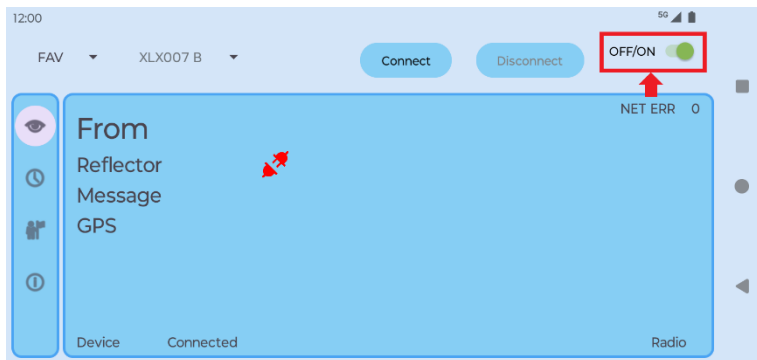 12:00 5G
FAV XLX007 B Connect Disconnect OFF/ON
NET ERR 0
From
Reflector
Message
GPS
Device Connected Radio